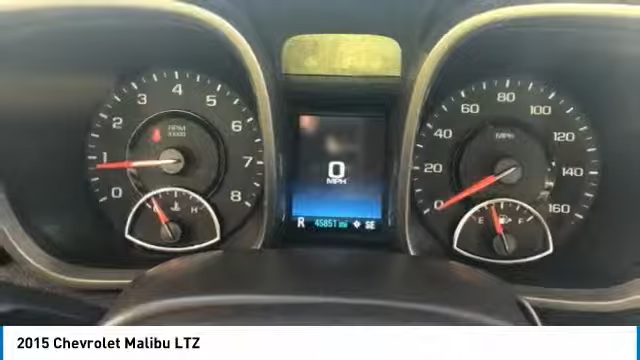 0 1 2 3 4 5 6 7 8
RPM
X1000
H
0
MPH
R 45851 mi SE
0 20 40 60 80 100 120 140 160
MPH
E F
2015 Chevrolet Malibu LTZ